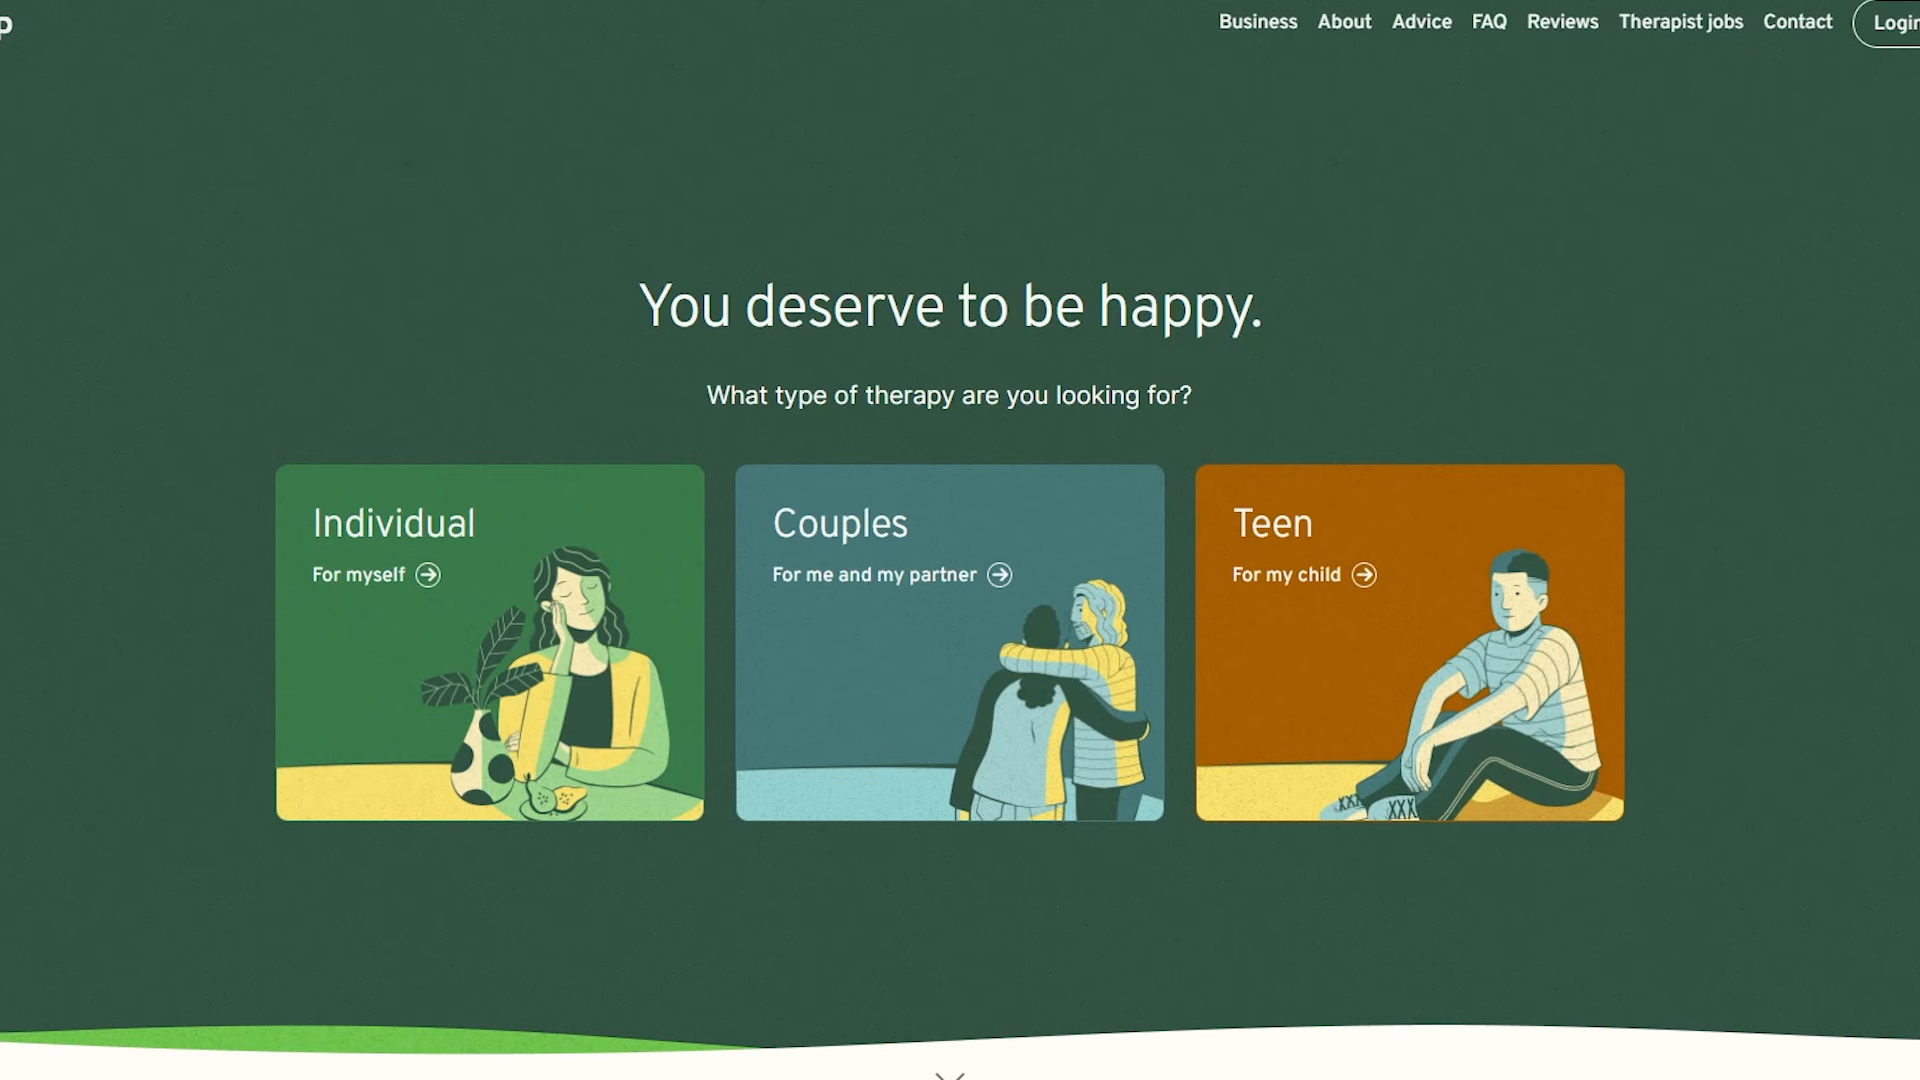 p
Business About Advice FAQ Reviews Therapist jobs Contact Login
You deserve to be happy.
What type of therapy are you looking for?
Individual
For myself
Couples
For me and my partner
Teen
For my child